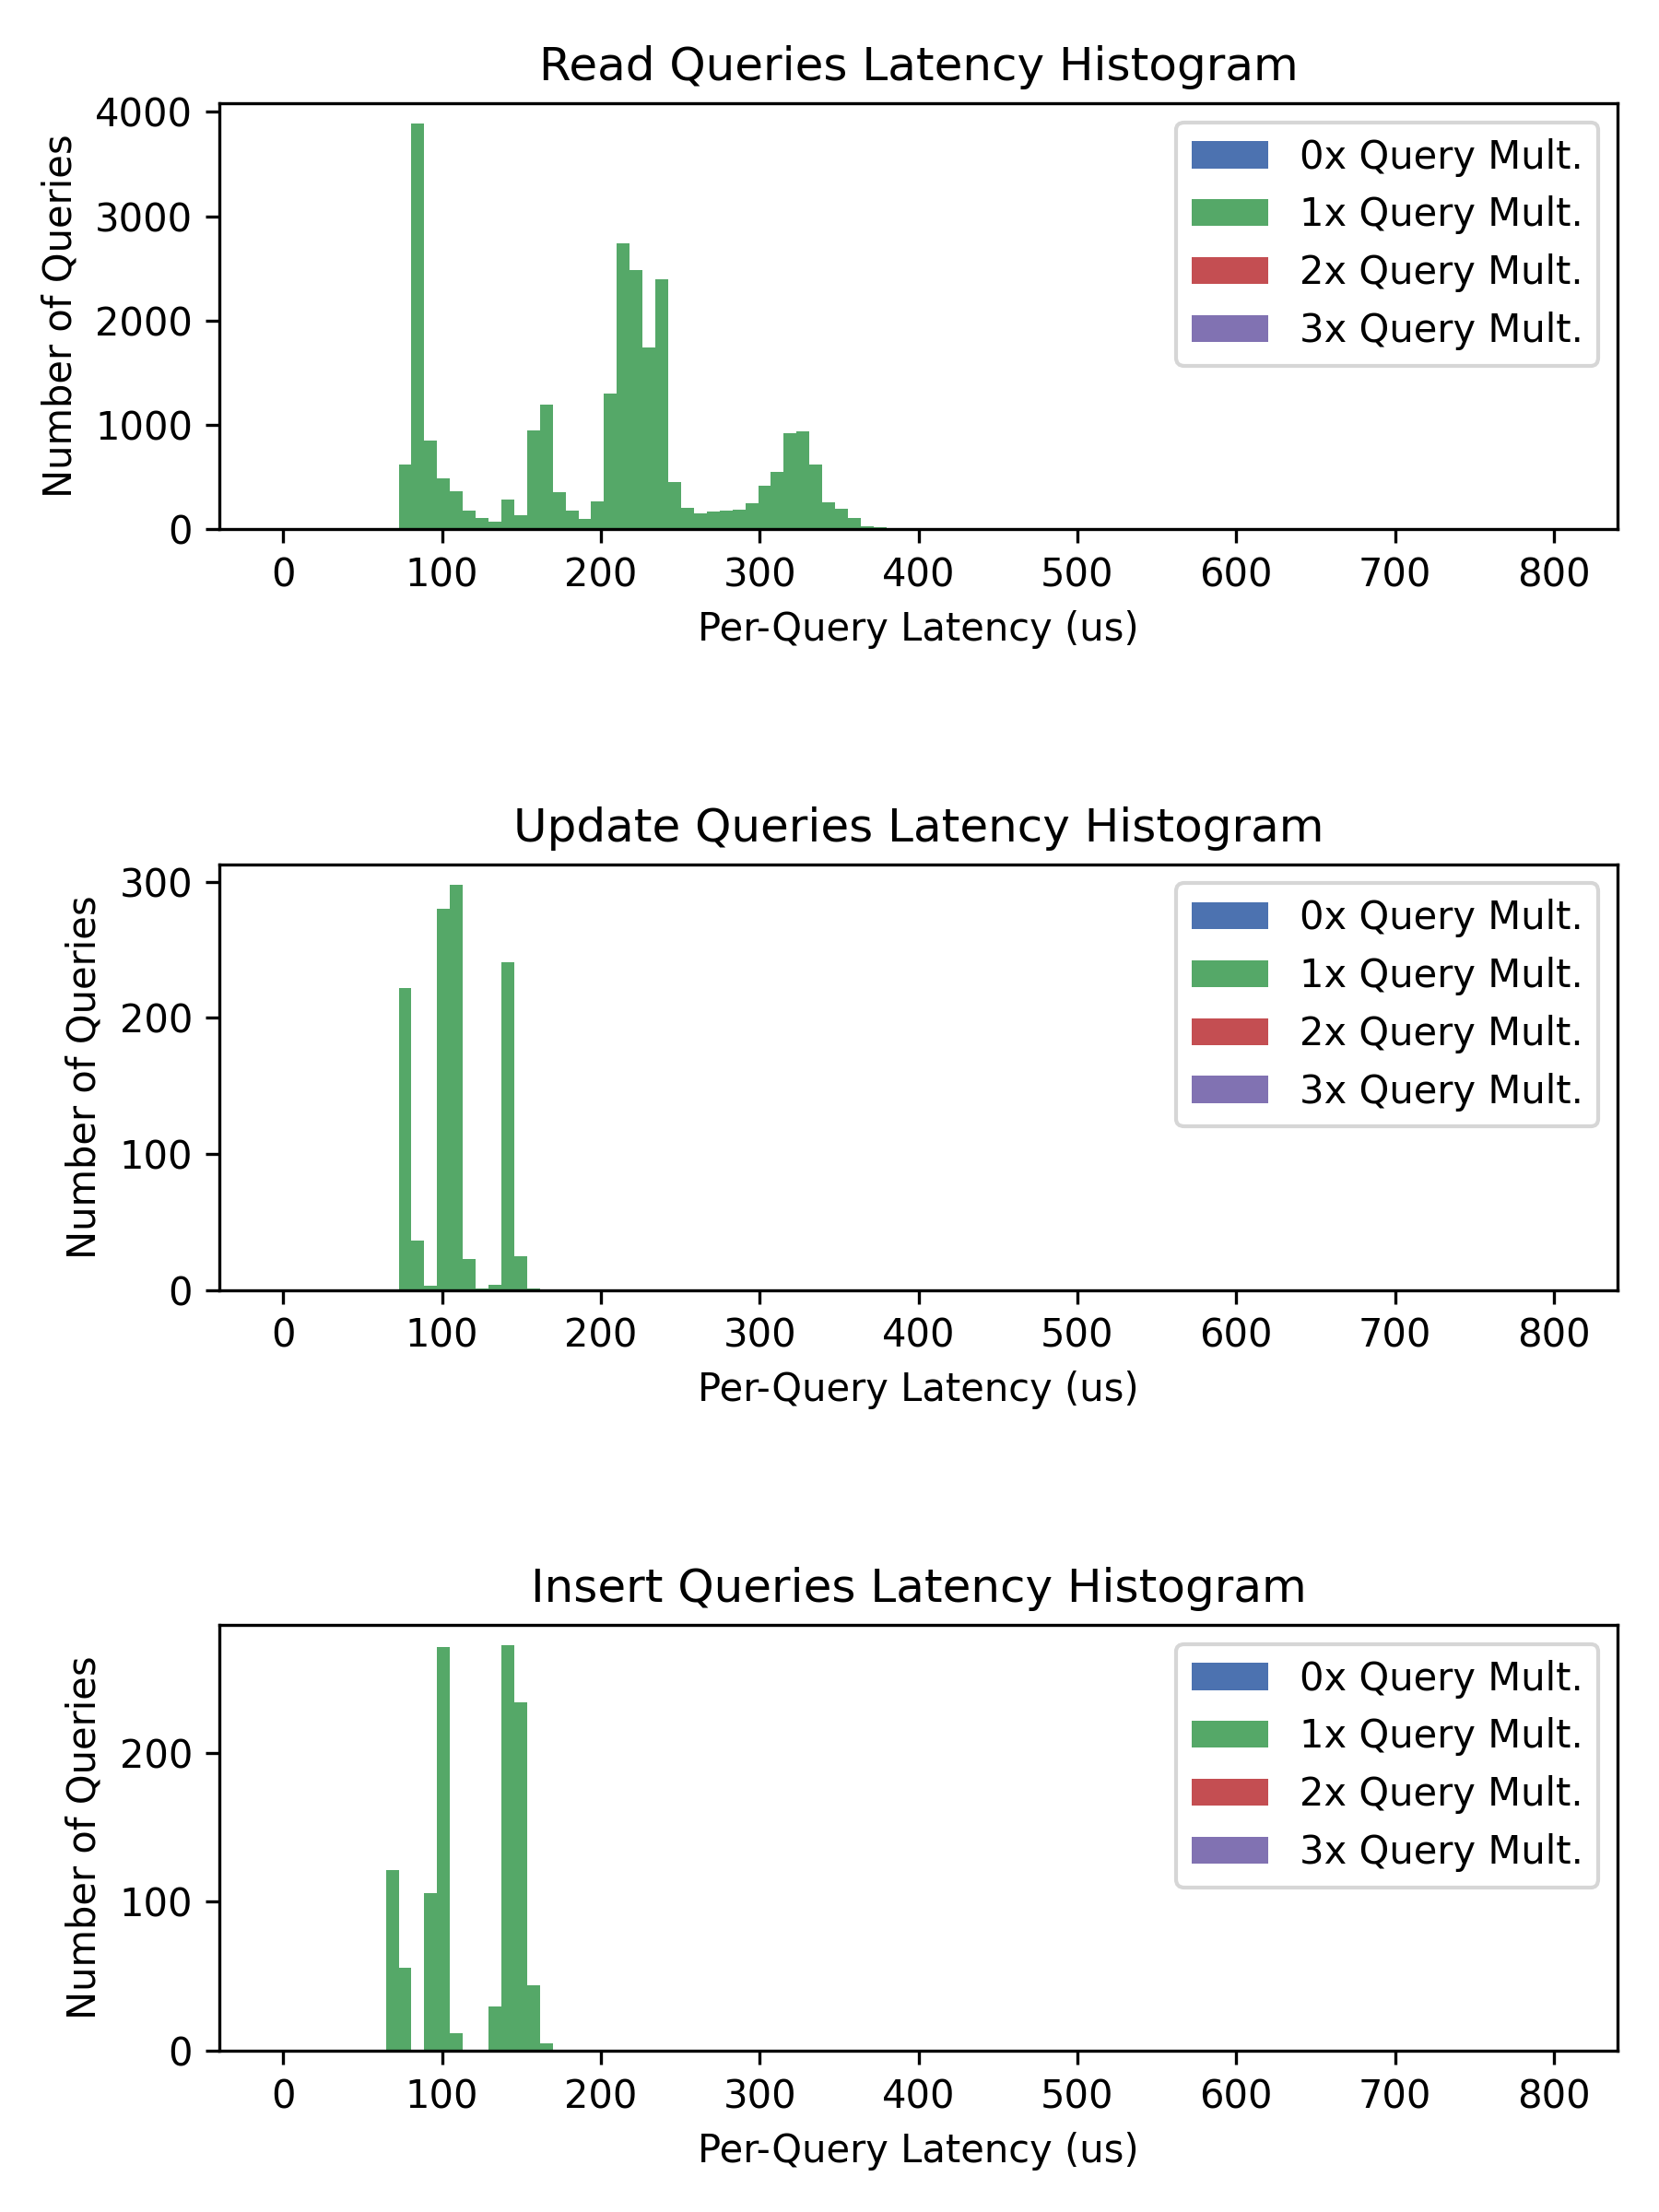 Read Queries Latency Histogram
Number of Queries
4000
3000
2000
1000
0
0x Query Mult.
1x Query Mult.
2x Query Mult.
3x Query Mult.
0 100 200 300 400 500 600 700 800
Per-Query Latency (us)
Update Queries Latency Histogram
Number of Queries
300
200
100
0
0x Query Mult.
1x Query Mult.
2x Query Mult.
3x Query Mult.
0 100 200 300 400 500 600 700 800
Per-Query Latency (us)
Insert Queries Latency Histogram
Number of Queries
200
100
0
0x Query Mult.
1x Query Mult.
2x Query Mult.
3x Query Mult.
0 100 200 300 400 500 600 700 800
Per-Query Latency (us)